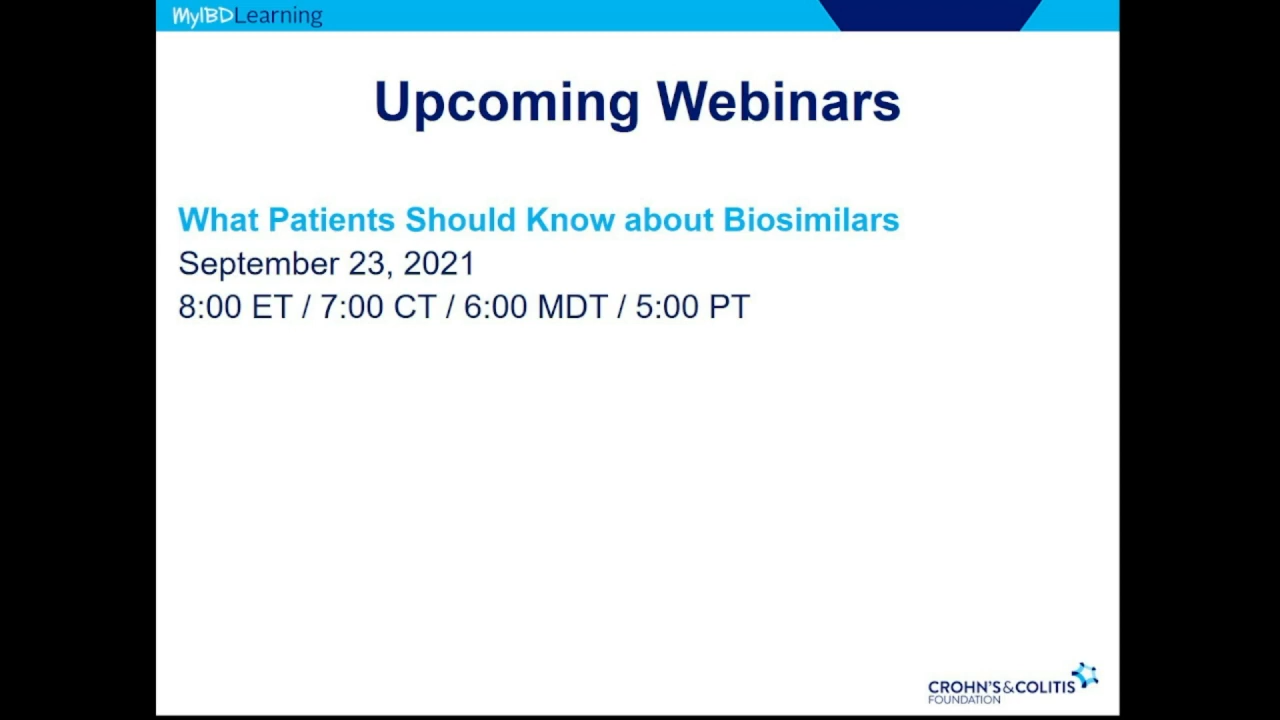 MyIBDLearning
Upcoming Webinars
What Patients Should Know about Biosimilars
September 23, 2021
8:00 ET / 7:00 CT / 6:00 MDT / 5:00 PT
CROHN'S & COLITIS
FOUNDATION